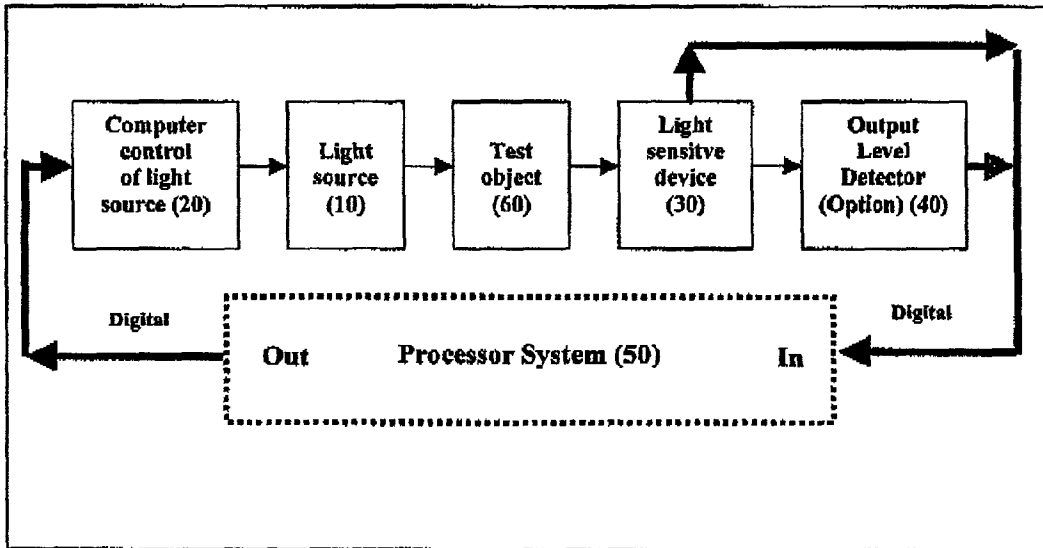 Computer
control
of light
source (20)
Light
source
(10)
Test
object
(60)
Light
sensitve
device
(30)
Output
Level
Detector
(Option) (40)
Digital
Digital
Out
Processor System (50)
In